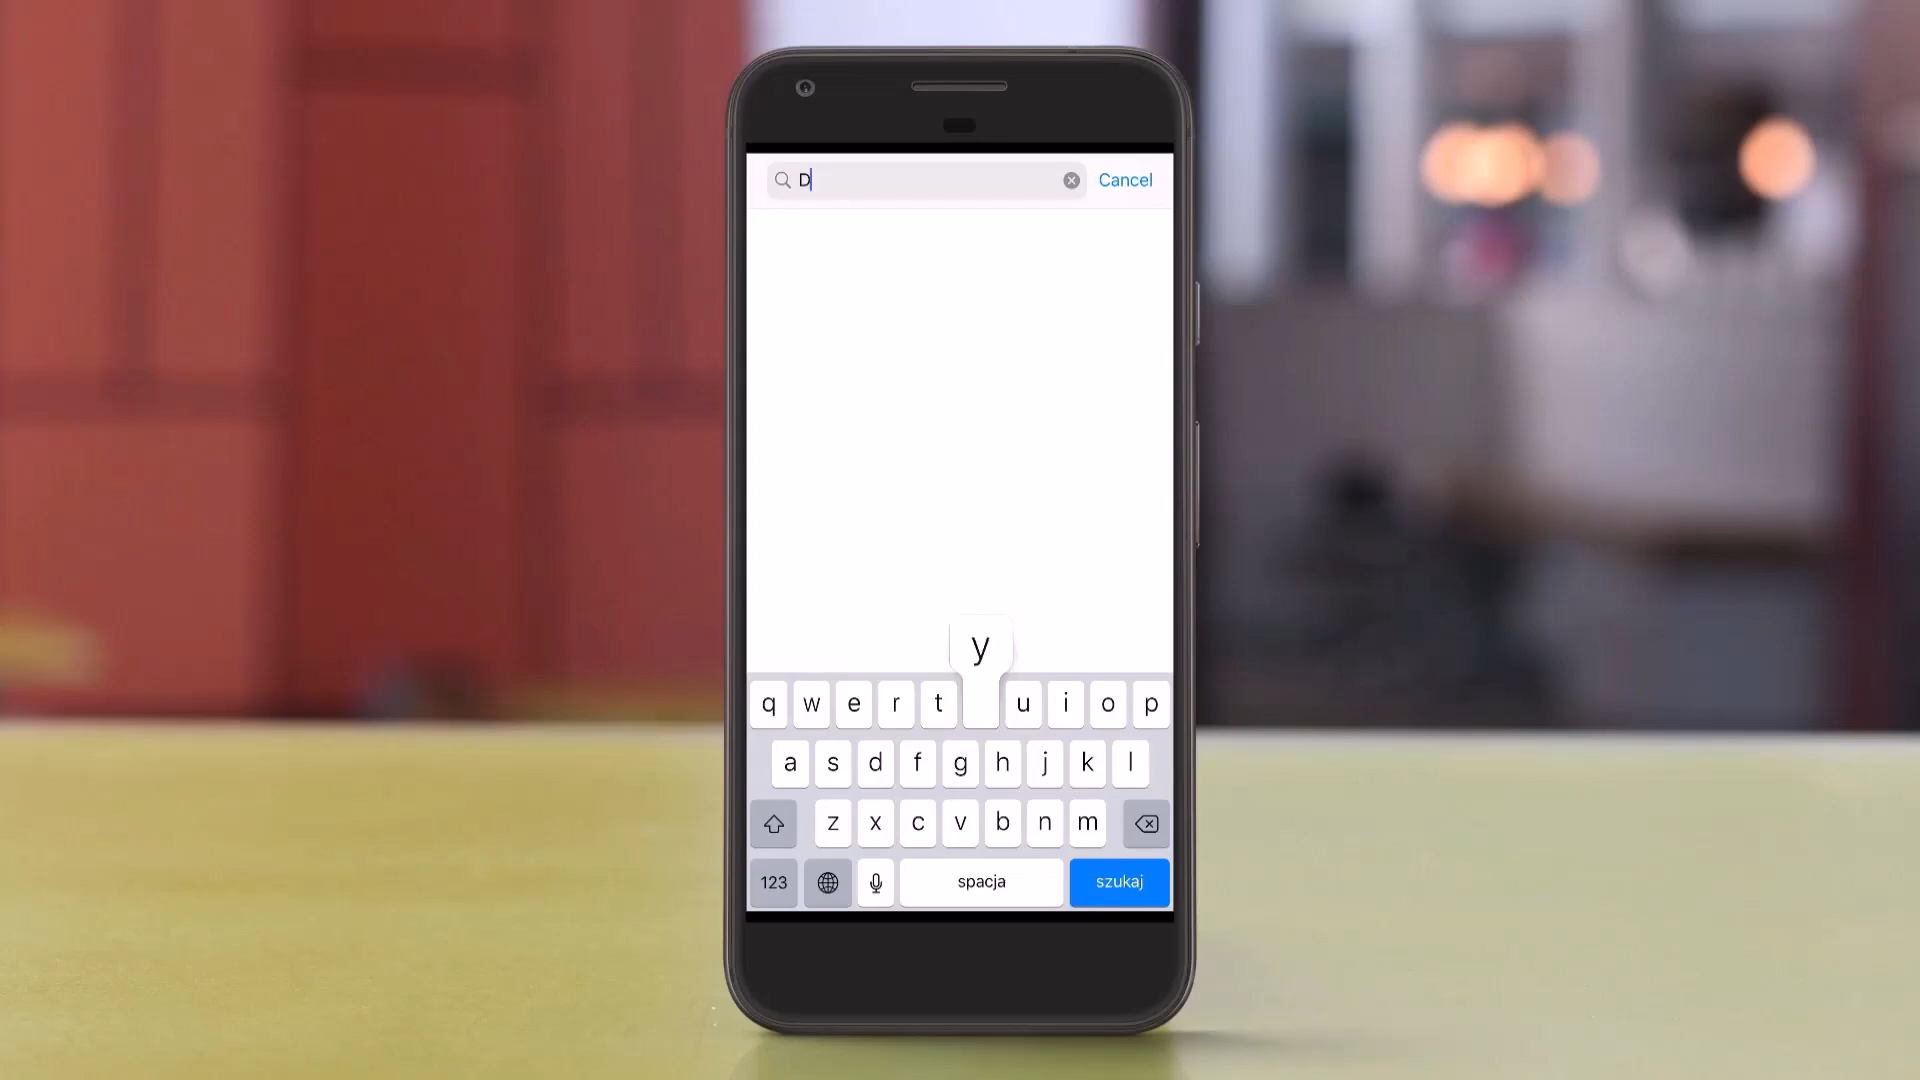 D
Cancel
y
q w e r t u i o p
a s d f g h j k l
z x c v b n m
123 spacja szukaj